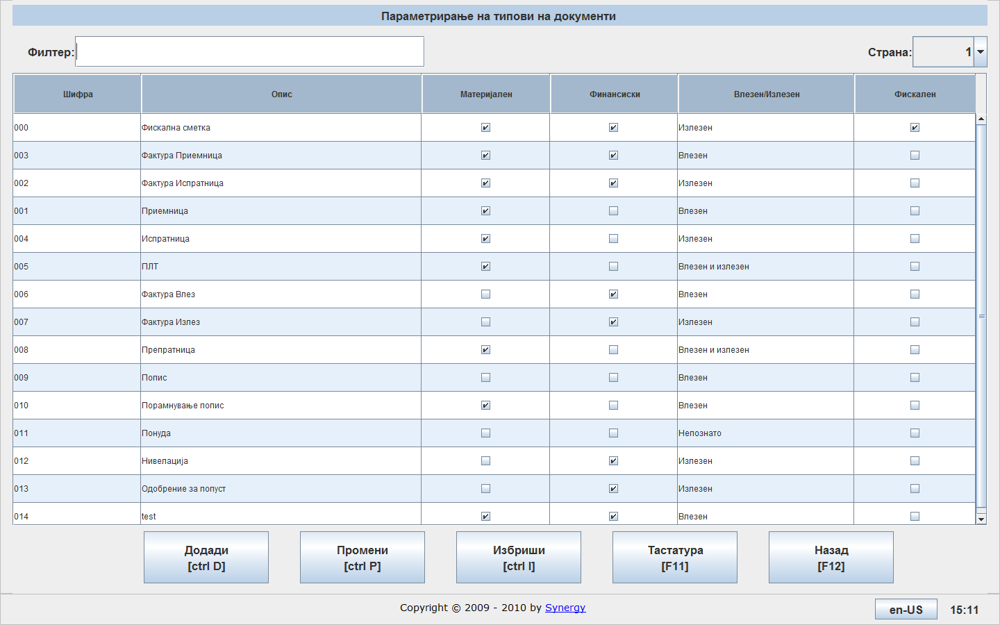 Параметрирање на типови на документи
Филтер:
Страна: 1
Шифра Опис Материјален Финансиски Влезен/Излезен Фискален
000 Фискална сметка Излезен
003 Фактура Приемница Влезен
002 Фактура Испратница Излезен
001 Приемница Влезен
004 Испратница Излезен
005 ПЛТ Влезен и излезен
006 Фактура Влез Влезен
007 Фактура Излез Излезен
008 Препратница Влезен и излезен
009 Попис Влезен
010 Порамнување попис Влезен
011 Понуда Непознато
012 Нивелација Излезен
013 Одобрение за попуст Излезен
014 test Влезен
Додади Промени Избриши Тастатура Назад
[ctrl D] [ctrl P] [ctrl I] [F11] [F12]
Copyright © 2009 - 2010 by Synergy
en-US 15:11